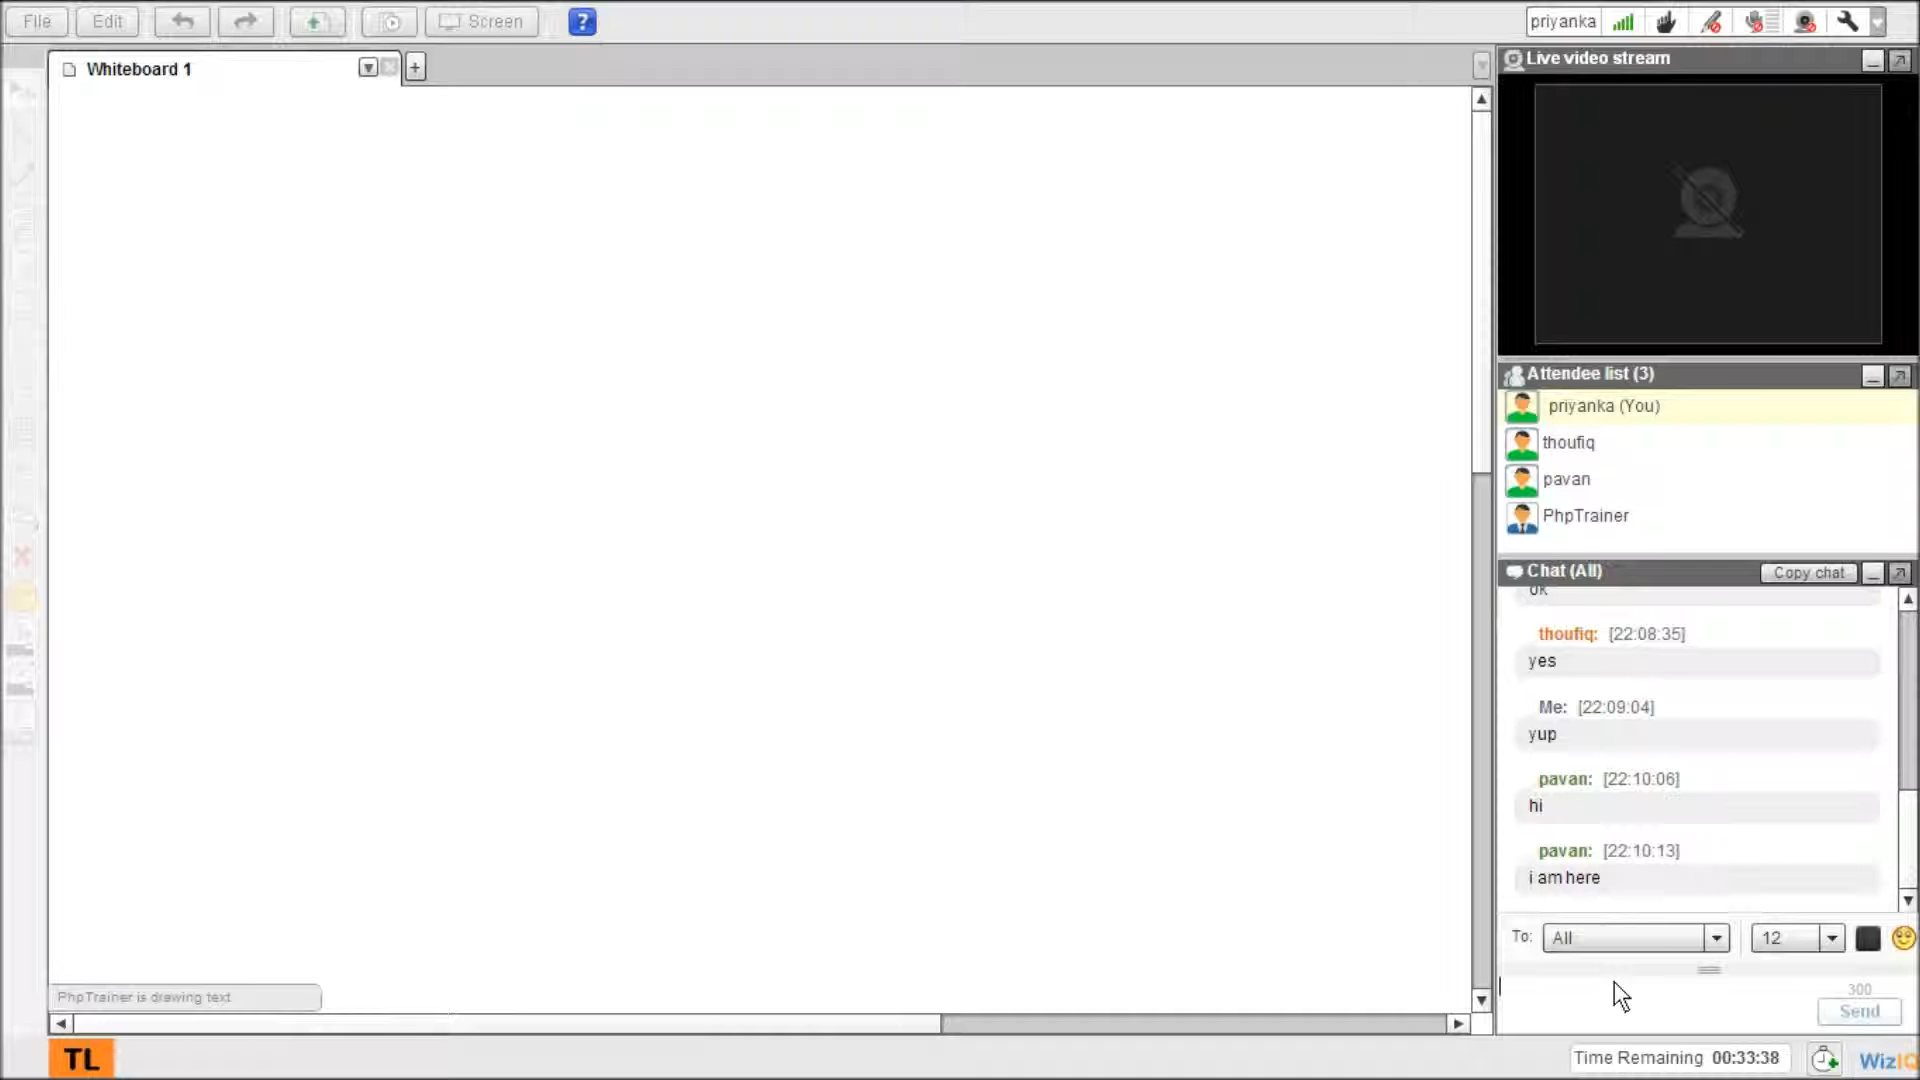 File Edit Screen ? priyanka
Whiteboard 1 +
Live video stream
Attendee list (3)
priyanka (You)
thoufiq
pavan
PhpTrainer
Chat (All) Copy chat
ok
thoufiq: [22:08:35]
yes
Me: [22:09:04]
yup
pavan: [22:10:06]
hi
pavan: [22:10:13]
i am here
To: All 12
PhpTrainer is drawing text
300
Send
TL
Time Remaining 00:33:38
WizIQ